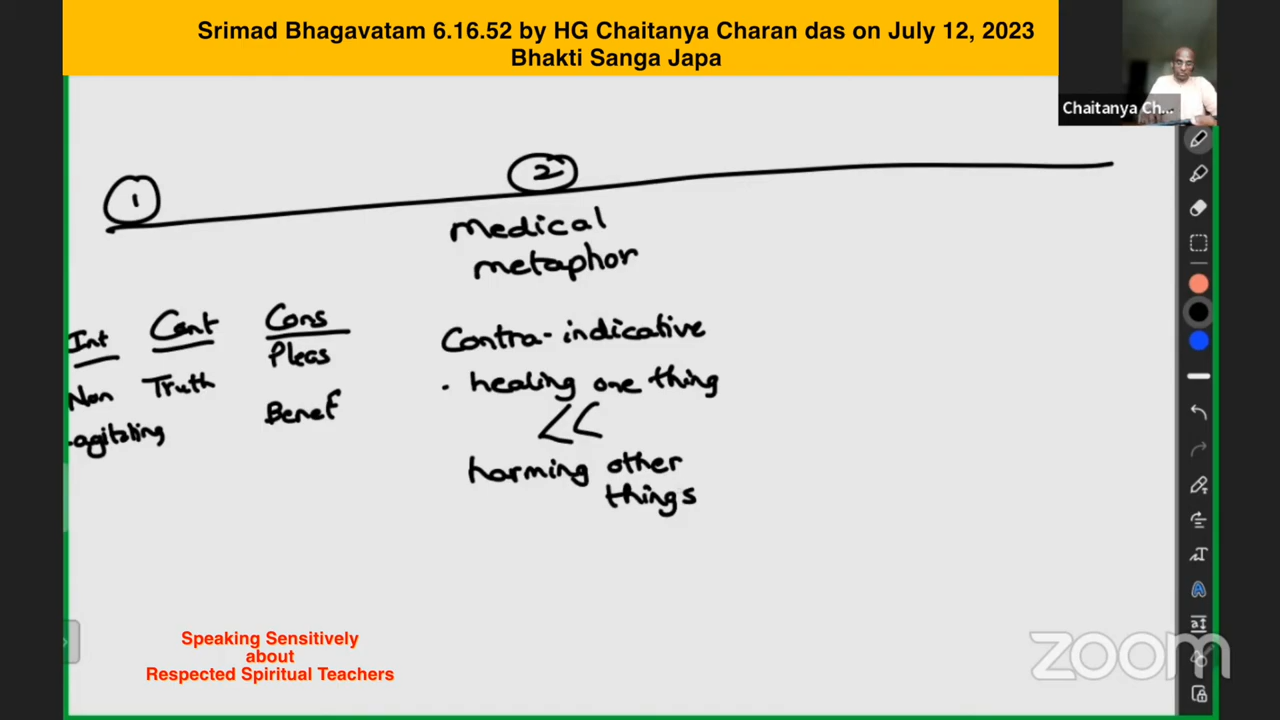 Srimad Bhagavatam 6.16.52 by HG Chaitanya Charan das on July 12, 2023
Bhakti Sanga Japa
Chaitanya Ch...
1
2
Medical
metaphor
Int Cont Cons
Pleas
Non Truth
-agitating
Benef
Contra-indicative
. healing one thing
<<
harming other
things
Speaking Sensitively
about
Respected Spiritual Teachers
zoom